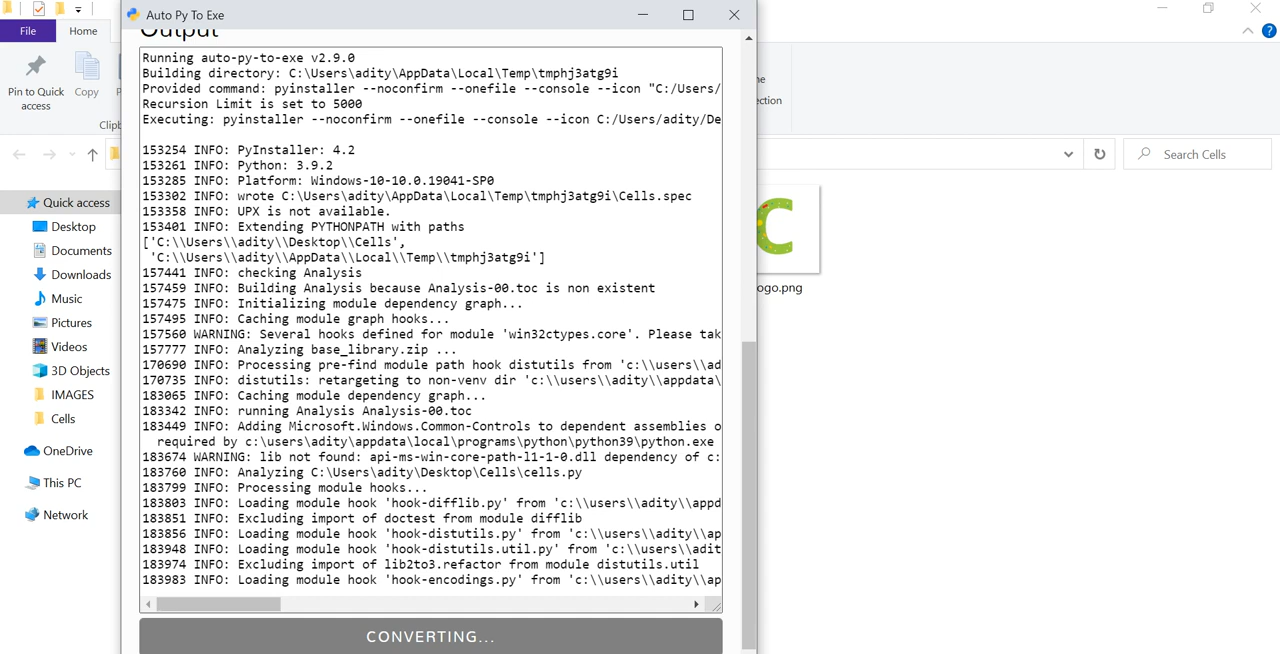 Auto Py To Exe
File
Home
Pin to Quick
access
Copy
Clipb
Output
Running auto-py-to-exe v2.9.0
Building directory: C:\Users\adity\AppData\Local\Temp\tmphj3atg9i
Provided command: pyinstaller --noconfirm --onefile --console --icon "C:/Users/
Recursion Limit is set to 5000
Executing: pyinstaller --noconfirm --onefile --console --icon C:/Users/adity/De
153254 INFO: PyInstaller: 4.2
153261 INFO: Python: 3.9.2
153285 INFO: Platform: Windows-10-10.0.19041-SP0
153302 INFO: wrote C:\Users\adity\AppData\Local\Temp\tmphj3atg9i\Cells.spec
153358 INFO: UPX is not available.
153401 INFO: Extending PYTHONPATH with paths
['C:\\Users\\adity\\Desktop\\Cells',
 'C:\\Users\\adity\\AppData\\Local\\Temp\\tmphj3atg9i']
157441 INFO: checking Analysis
157459 INFO: Building Analysis because Analysis-00.toc is non existent
157475 INFO: Initializing module dependency graph...
157495 INFO: Caching module graph hooks...
157560 WARNING: Several hooks defined for module 'win32ctypes.core'. Please tak
157777 INFO: Analyzing base_library.zip ...
170690 INFO: Processing pre-find module path hook distutils from 'c:\\users\\ad
170735 INFO: distutils: retargeting to non-venv dir 'c:\\users\\adity\\appdata\
183065 INFO: Caching module dependency graph...
183342 INFO: running Analysis Analysis-00.toc
183449 INFO: Adding Microsoft.Windows.Common-Controls to dependent assemblies o
  required by c:\users\adity\appdata\local\programs\python\python39\python.exe
183674 WARNING: lib not found: api-ms-win-core-path-l1-1-0.dll dependency of c:
183760 INFO: Analyzing C:\Users\adity\Desktop\Cells\cells.py
183799 INFO: Processing module hooks...
183803 INFO: Loading module hook 'hook-difflib.py' from 'c:\\users\\adity\\appd
183851 INFO: Excluding import of doctest from module difflib
183856 INFO: Loading module hook 'hook-distutils.py' from 'c:\\users\\adity\\ap
183948 INFO: Loading module hook 'hook-distutils.util.py' from 'c:\\users\\adit
183974 INFO: Excluding import of lib2to3.refactor from module distutils.util
183983 INFO: Loading module hook 'hook-encodings.py' from 'c:\\users\\adity\\ap
CONVERTING...
ne
ection
Search Cells
C
ogo.png
Quick access
Desktop
Documents
Downloads
Music
Pictures
Videos
3D Objects
IMAGES
Cells
OneDrive
This PC
Network